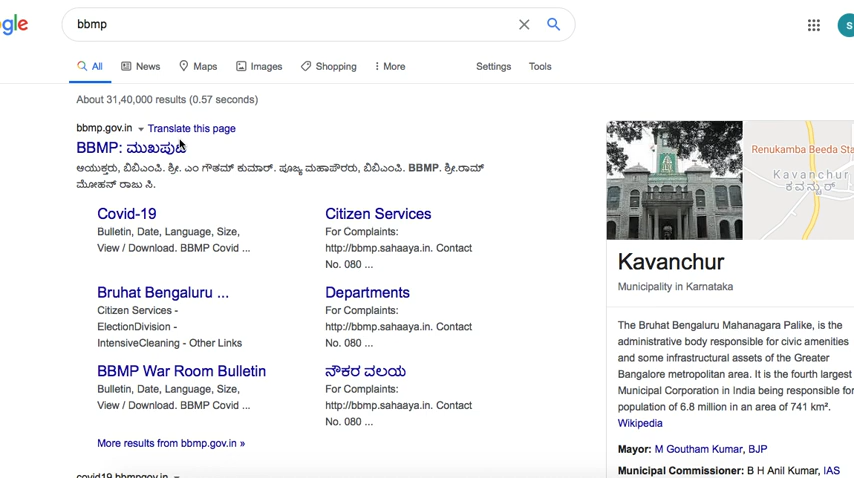 gle
bbmp
S
All News Maps Images Shopping More Settings Tools
About 31,40,000 results (0.57 seconds)
bbmp.gov.in Translate this page
BBMP: ಮುಖಪುಟ
ಆಯುಕ್ತರು, ಬಿಬಿಎಂಪಿ. ಶ್ರೀ. ಎಂ ಗೌತಮ್ ಕುಮಾರ್. ಪೂಜ್ಯ ಮಹಾಪೌರರು, ಬಿಬಿಎಂಪಿ. BBMP. ಶ್ರೀ.ರಾಮ್
ಮೋಹನ್ ರಾಜು ಸಿ.
Covid-19
Bulletin, Date, Language, Size,
View / Download. BBMP Covid ...
Citizen Services
For Complaints:
http://bbmp.sahaaya.in. Contact
No. 080 ...
Bruhat Bengaluru ...
Citizen Services -
ElectionDivision -
IntensiveCleaning - Other Links
Departments
For Complaints:
http://bbmp.sahaaya.in. Contact
No. 080 ...
BBMP War Room Bulletin
Bulletin, Date, Language, Size,
View / Download. BBMP Covid ...
ನೌಕರ ವಲಯ
For Complaints:
http://bbmp.sahaaya.in. Contact
No. 080 ...
More results from bbmp.gov.in »
covid19.bbmpgov.in
Renukamba Beeda Sta
Kavanchur
ಕವನ್ಚುರ್
Kavanchur
Municipality in Karnataka
The Bruhat Bengaluru Mahanagara Palike, is the
administrative body responsible for civic amenities
and some infrastructural assets of the Greater
Bangalore metropolitan area. It is the fourth largest
Municipal Corporation in India being responsible for
population of 6.8 million in an area of 741 km².
Wikipedia
Mayor: M Goutham Kumar, BJP
Municipal Commissioner: B H Anil Kumar, IAS